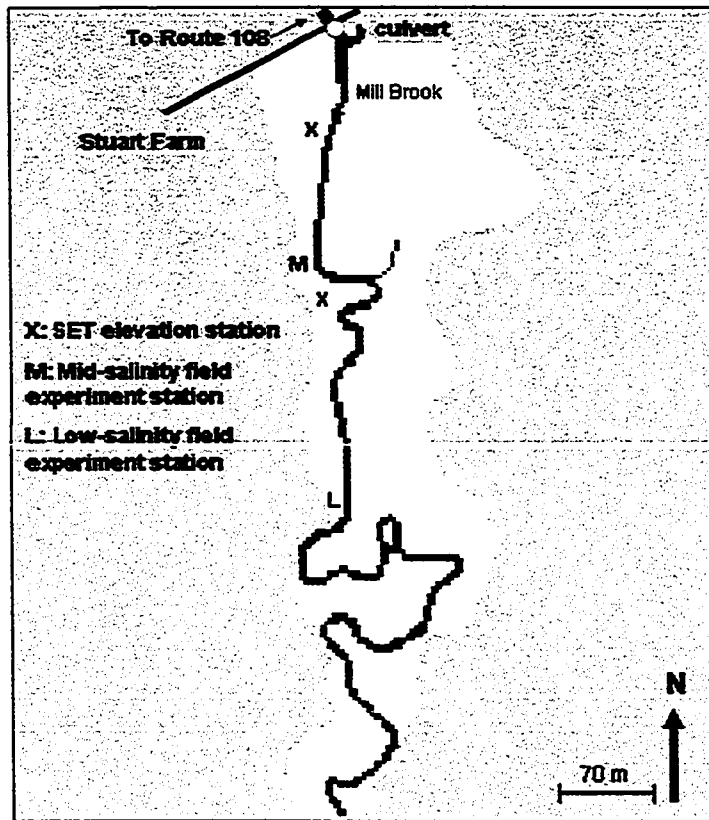 To Route 108
culvert
Mill Brook
X
Stuart Farm
M
X
X: SET elevation station
M: Mid-salinity field
experiment station
L: Low-salinity field
experiment station
L
N
70 m